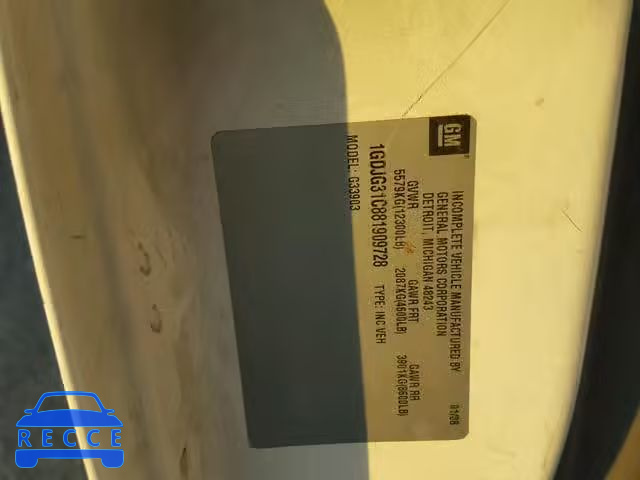 GM
INCOMPLETE VEHICLE MANUFACTURED BY
GENERAL MOTORS CORPORATION
DETROIT, MICHIGAN 48243
01/08
GVWR GAWR FRT GAWR RR
5579KG(12300LB) 2087KG(4600LB) 3901KG(8600LB)
1GDJG31C881909728 TYPE: INC VEH
MODEL: G33903
RECCE